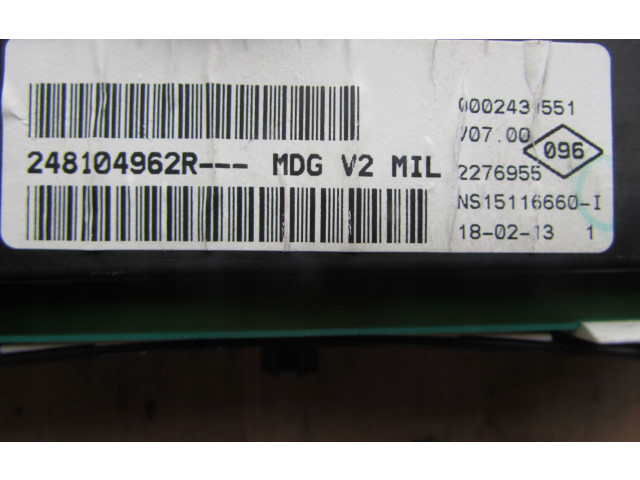 000243 551
V07.00
096
248104962R--- MDG V2 MIL
2276955
NS15116660-I
18-02-13 1